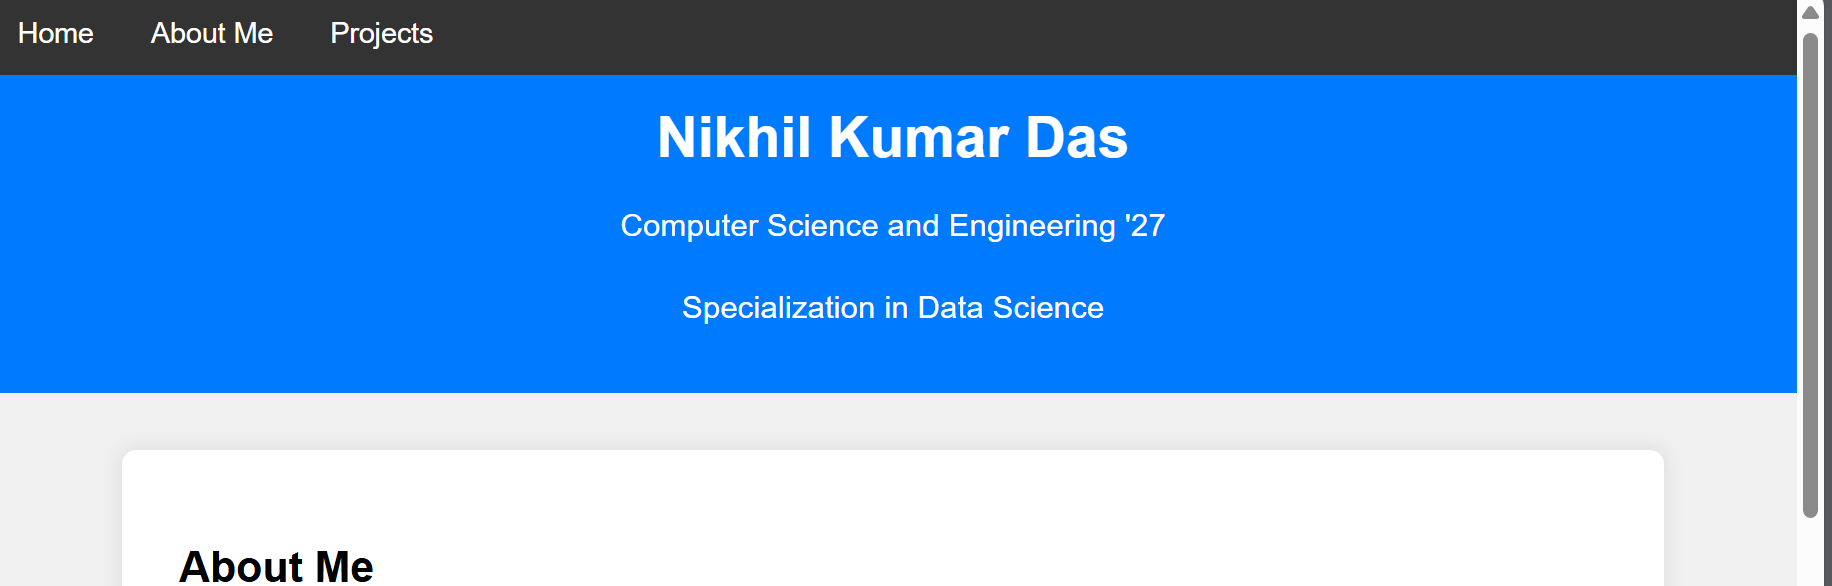 Home About Me Projects
Nikhil Kumar Das
Computer Science and Engineering '27
Specialization in Data Science
About Me